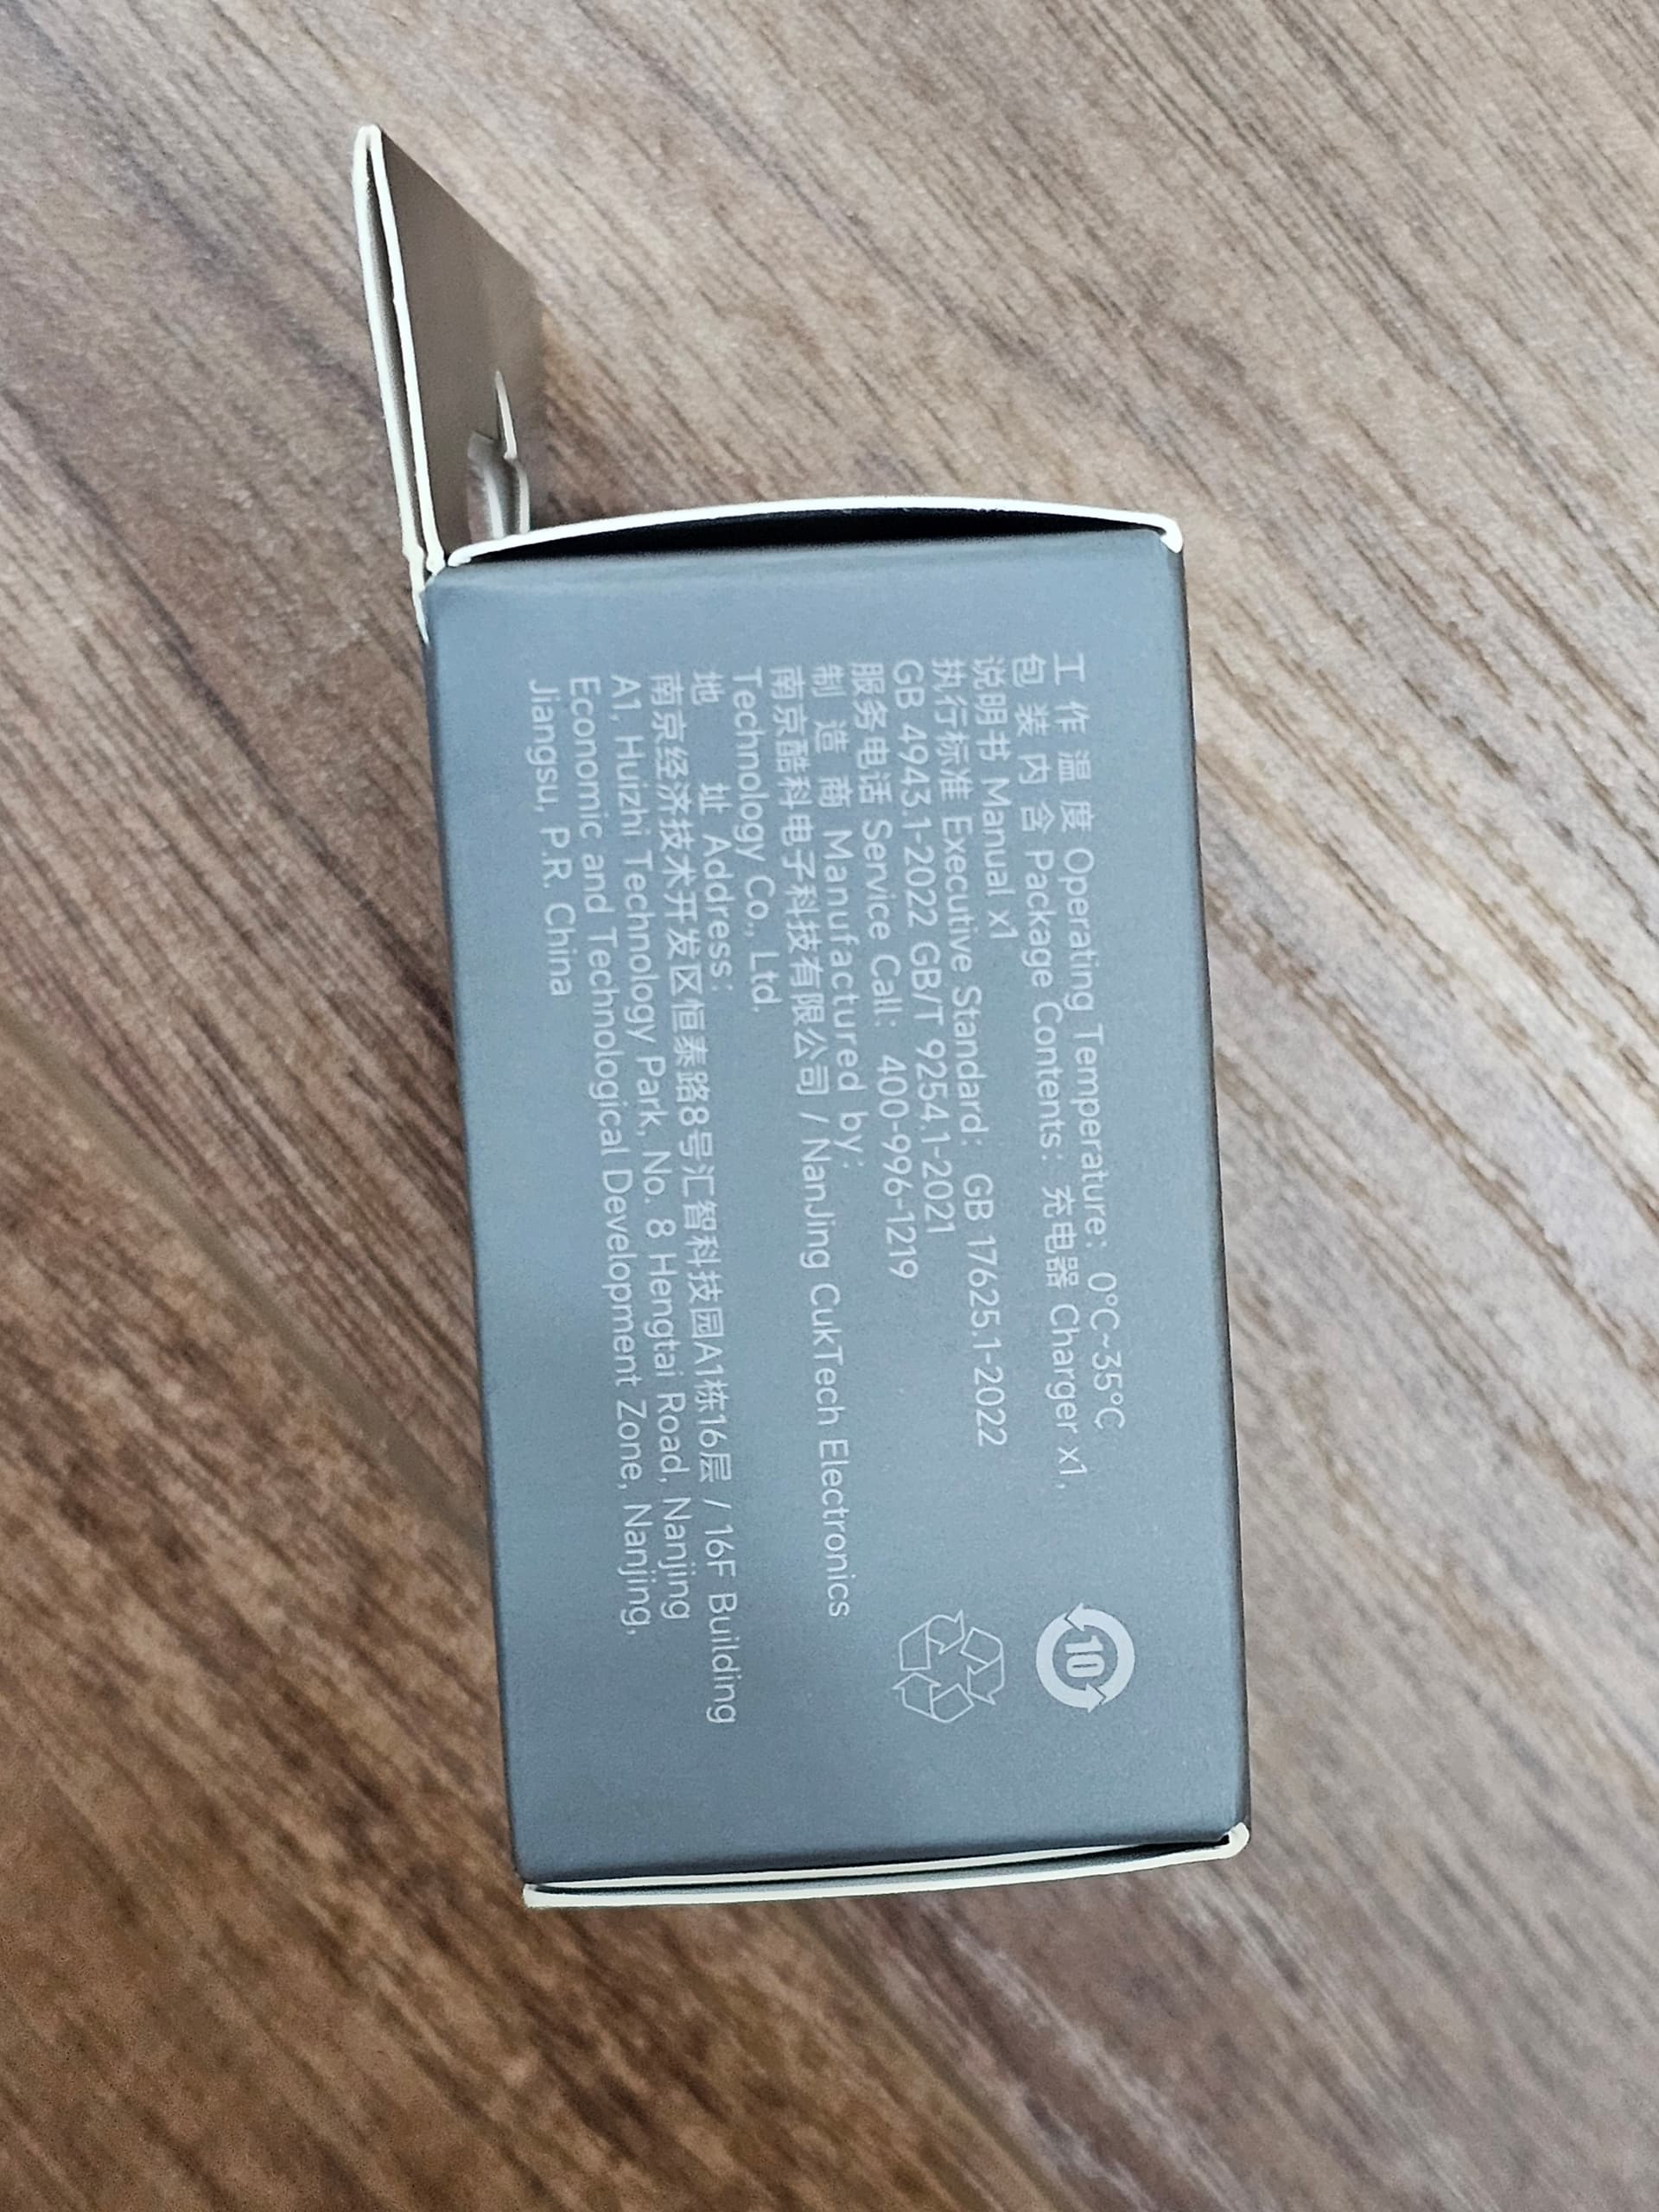 工作温度 Operating Temperature： 0°C~35°C
包装内含 Package Contents： 充电器 Charger x1,
说明书 Manual x1
执行标准 Executive Standard： GB 17625.1-2022
GB 4943.1-2022 GB/T 9254.1-2021
服务电话 Service Call： 400-996-1219
制造商 Manufactured by：
南京酷科电子科技有限公司 / NanJing CukTech Electronics
Technology Co., Ltd.
地址 Address：
南京经济技术开发区恒泰路8号汇智科技园A1栋16层 / 16F Building
A1, Huizhi Technology Park, No. 8 Hengtai Road, Nanjing
Economic and Technological Development Zone, Nanjing,
Jiangsu, P.R. China
10